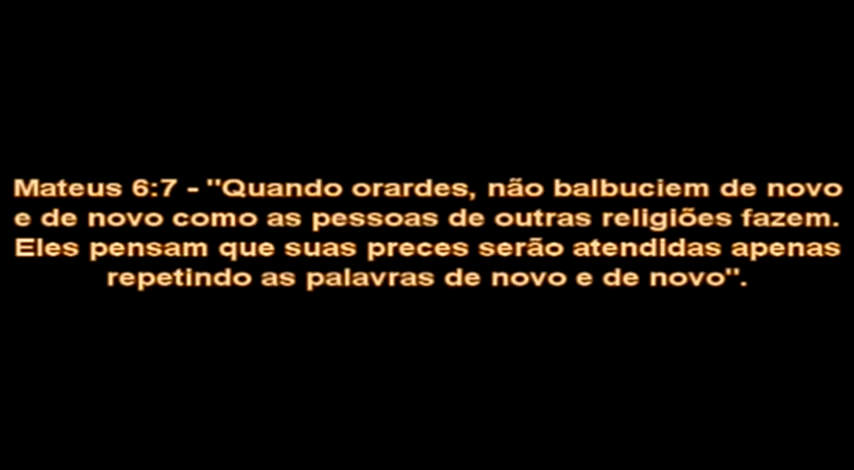 Mateus 6:7 - "Quando orardes, não balbuciem de novo
e de novo como as pessoas de outras religiões fazem.
Eles pensam que suas preces serão atendidas apenas
repetindo as palavras de novo e de novo".